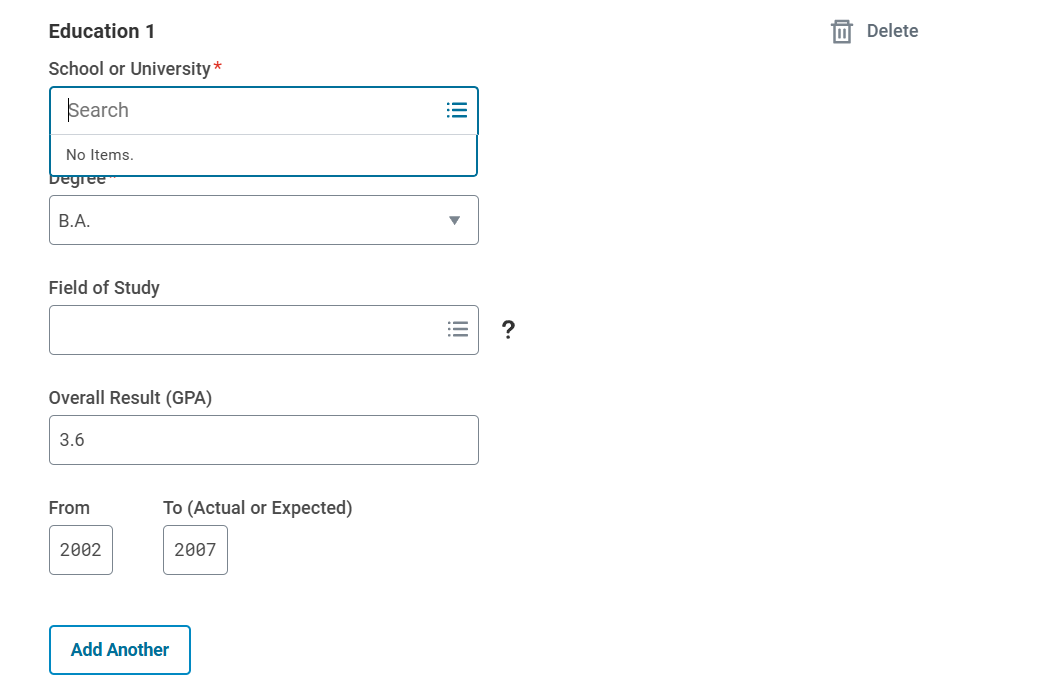 Education 1
Delete
School or University*
Search
No Items.
Degree*
B.A.
Field of Study
?
Overall Result (GPA)
3.6
From To (Actual or Expected)
2002 2007
Add Another